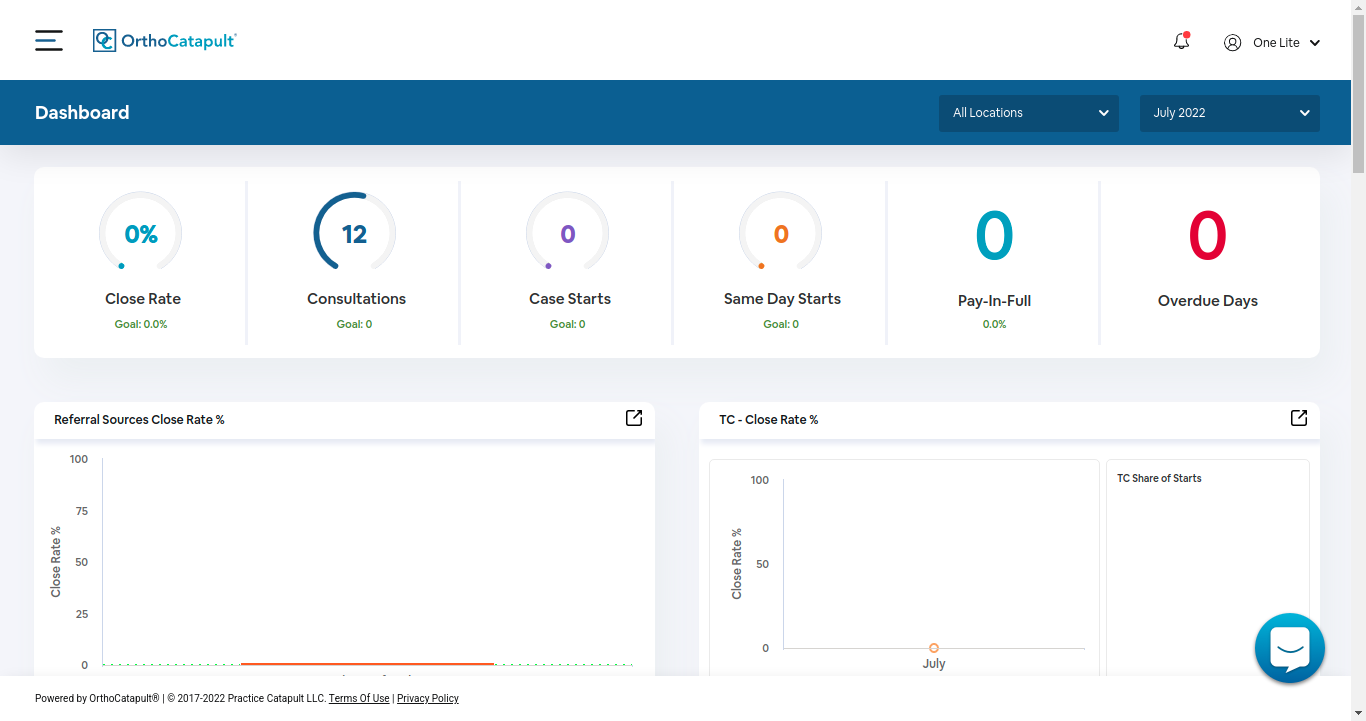 OrthoCatapult®
One Lite
Dashboard
All Locations
July 2022
0%
12
0
0
0
0
Close Rate
Consultations
Case Starts
Same Day Starts
Pay-In-Full
Overdue Days
Goal: 0.0%
Goal: 0
Goal: 0
Goal: 0
0.0%
Referral Sources Close Rate %
100
75
50
25
0
Close Rate %
TC - Close Rate %
100
50
0
Close Rate %
July
TC Share of Starts
Powered by OrthoCatapult® | © 2017-2022 Practice Catapult LLC. Terms Of Use | Privacy Policy